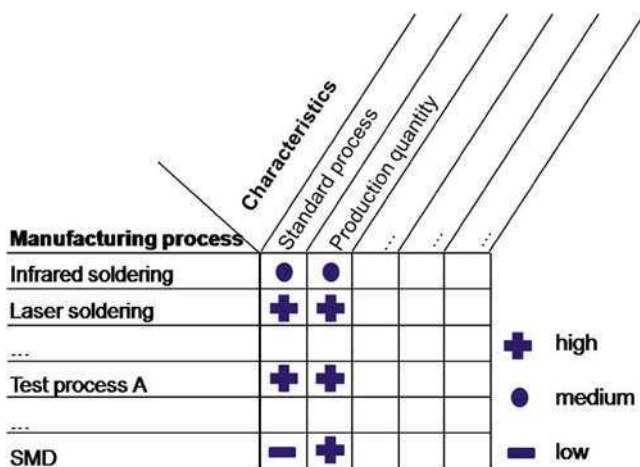 Characteristics
Standard process
Production quantity
...
...
...
Manufacturing process
Infrared soldering
Laser soldering
...
Test process A
...
SMD
high
medium
low